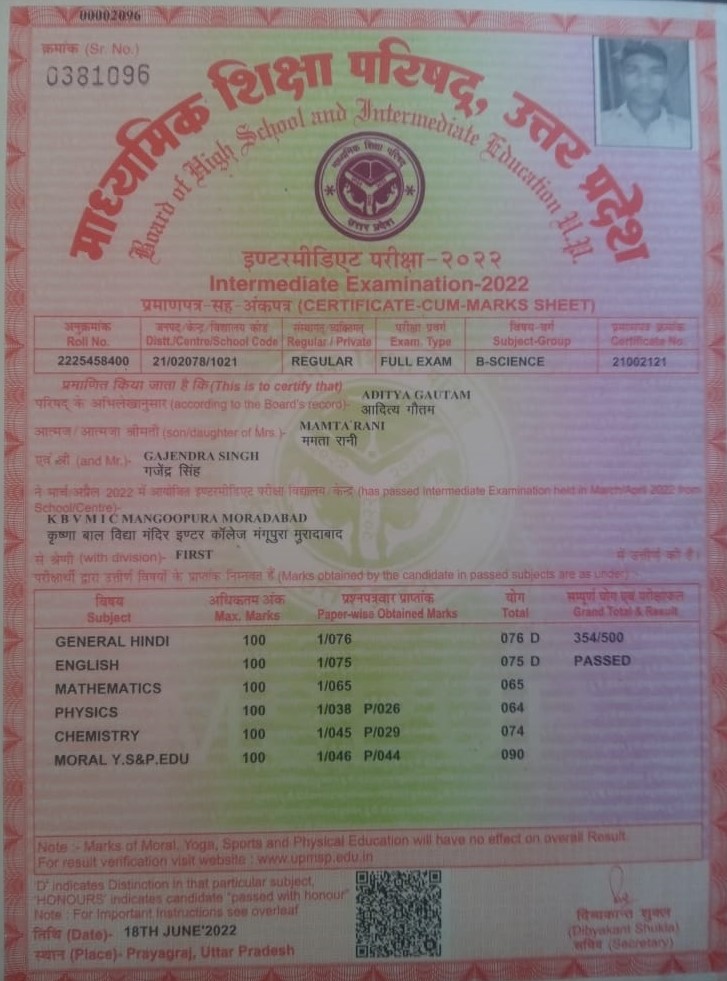 00002096
क्रमांक (Sr. No.)
0381096
माध्यमिक शिक्षा परिषद्, उत्तर प्रदेश
Board of High School and Intermediate Education U.P.
माध्यमिक शिक्षा परिषद
उत्तर प्रदेश
इण्टरमीडिएट परीक्षा-२०२२
Intermediate Examination-2022
प्रमाणपत्र-सह-अंकपत्र (CERTIFICATE-CUM-MARKS SHEET)
अनुक्रमांक जनपद/केन्द्र/विद्यालय कोड संस्थागत/व्यक्तिगत परीक्षा प्रवर्ग विषय-वर्ग प्रमाणपत्र क्रमांक
Roll No. Distt./Centre/School Code Regular / Private Exam. Type Subject-Group Certificate No.
2225458400 21/02078/1021 REGULAR FULL EXAM B-SCIENCE 21002121
प्रमाणित किया जाता है कि (This is to certify that)
ADITYA GAUTAM
परिषद् के अभिलेखानुसार (according to the Board's record)- आदित्य गौतम
MAMTA RANI
आत्मज/आत्मजा श्रीमती (son/daughter of Mrs.)- ममता रानी
GAJENDRA SINGH
एवं श्री (and Mr.)- गजेंद्र सिंह
ने मार्च/अप्रैल 2022 में आयोजित इण्टरमीडिएट परीक्षा विद्यालय/केन्द्र (has passed Intermediate Examination held in March/April 2022 from
School/Centre)-
K B V M I C MANGOOPURA MORADABAD
कृष्णा बाल विद्या मंदिर इण्टर कॉलेज मंगूपुरा मुरादाबाद
से श्रेणी (with division)- FIRST में उत्तीर्ण की है।
परीक्षार्थी द्वारा उत्तीर्ण विषयों के प्राप्तांक निम्नवत हैं (Marks obtained by the candidate in passed subjects are as under)-
विषय अधिकतम अंक प्रश्नपत्रवार प्राप्तांक योग सम्पूर्ण योग एवं परीक्षाफल
Subject Max. Marks Paper-wise Obtained Marks Total Grand Total & Result
GENERAL HINDI 100 1/076 076 D 354/500
ENGLISH 100 1/075 075 D PASSED
MATHEMATICS 100 1/065 065
PHYSICS 100 1/038 P/026 064
CHEMISTRY 100 1/045 P/029 074
MORAL Y.S&P.EDU 100 1/046 P/044 090
Note :- Marks of Moral, Yoga, Sports and Physical Education will have no effect on overall Result.
For result verification visit website : www.upmsp.edu.in
'D' indicates Distinction in that particular subject,
'HONOURS' indicates candidate "passed with honour"
Note : For Important Instructions see overleaf
तिथि (Date)- 18TH JUNE'2022
स्थान (Place)- Prayagraj, Uttar Pradesh
दिव्यकान्त शुक्ल
(Dibyakant Shukla)
सचिव (Secretary)